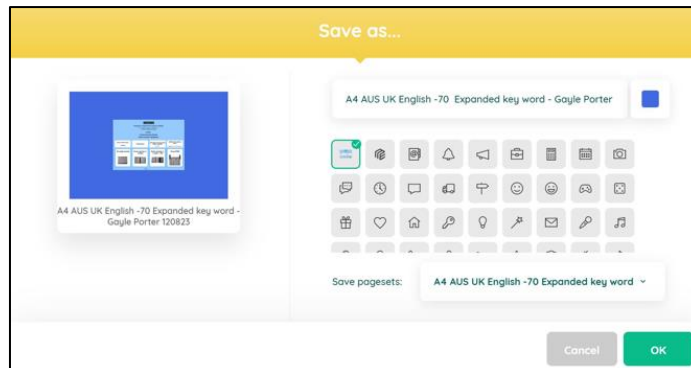 Save as...
A4 AUS UK English -70 Expanded key word - Gayle Porter
A4 AUS UK English -70 Expanded key word -
Gayle Porter 120823
Save pagesets:
A4 AUS UK English -70 Expanded key word
Cancel
OK